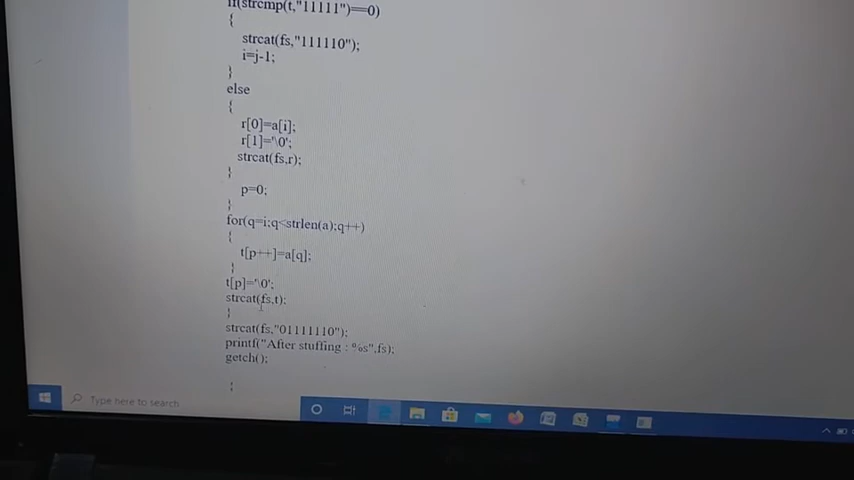 if(strcmp(t,"11111")==0)
{
strcat(fs,"111110");
i=j-1;
}
else
{
r[0]=a[i];
r[1]='\0';
strcat(fs,r);
}
p=0;
}
for(q=i;q<strlen(a);q++)
{
t[p++]=a[q];
}
t[p]='\0';
strcat(fs,t);
}
strcat(fs,"01111110");
printf("After stuffing : %s",fs);
getch();
}
Type here to search